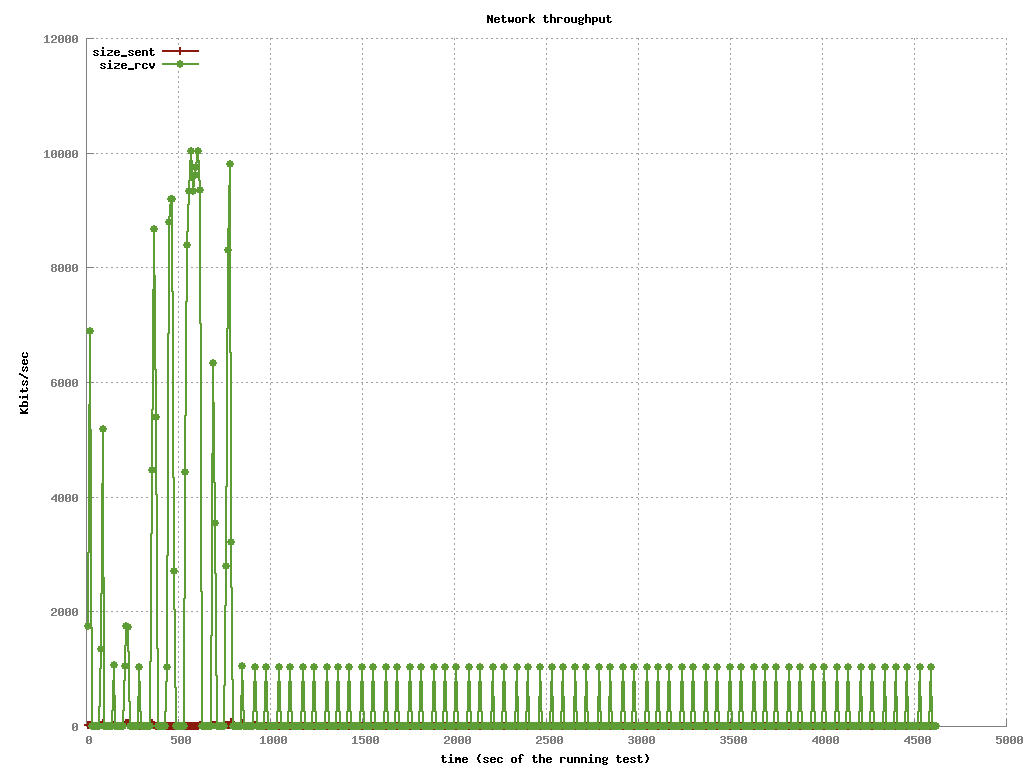 Network throughput
12000
size_sent
size_rcv
10000
8000
Kbits/sec
6000
4000
2000
0
0 500 1000 1500 2000 2500 3000 3500 4000 4500 5000
time (sec of the running test)